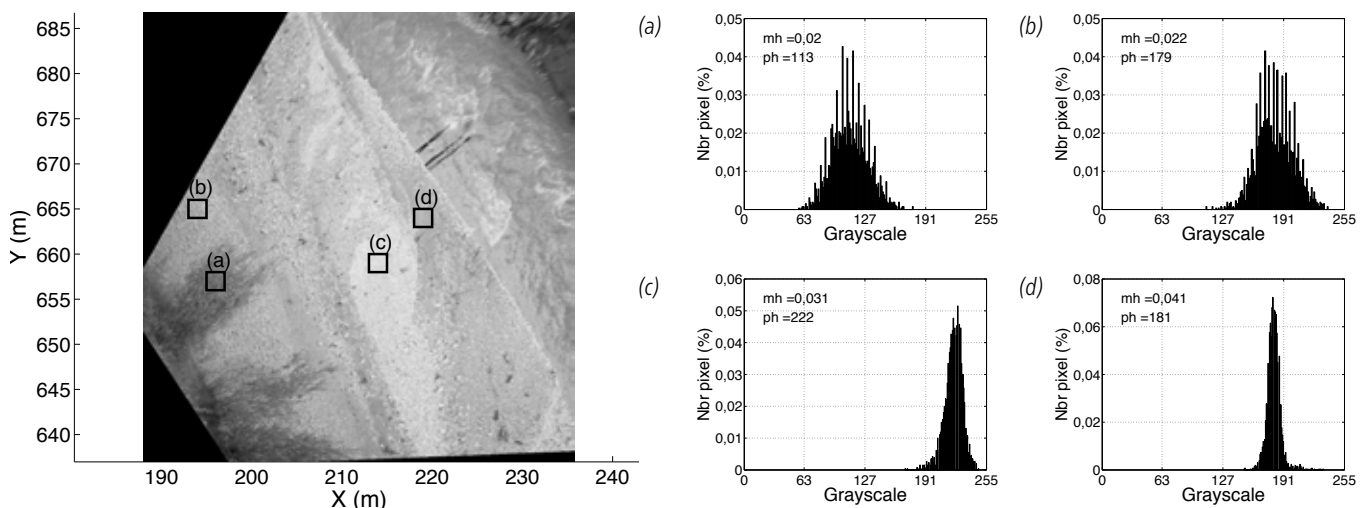 685
680
675
670
665
660
655
650
645
640
Y (m)
190
200
210
220
230
240
X (m)
(b)
(a)
(c)
(d)
(a)
0,05
0,04
0,03
0,02
0,01
0
Nbr pixel (%)
mh =0,02
ph =113
0
63
127
191
255
Grayscale
(b)
0,05
0,04
0,03
0,02
0,01
0
Nbr pixel (%)
mh =0,022
ph =179
0
63
127
191
255
Grayscale
(c)
0,06
0,05
0,04
0,03
0,02
0,01
0
Nbr pixel (%)
mh =0,031
ph =222
0
63
127
191
255
Grayscale
(d)
0,08
0,06
0,04
0,02
0
Nbr pixel (%)
mh =0,041
ph =181
0
63
127
191
255
Grayscale